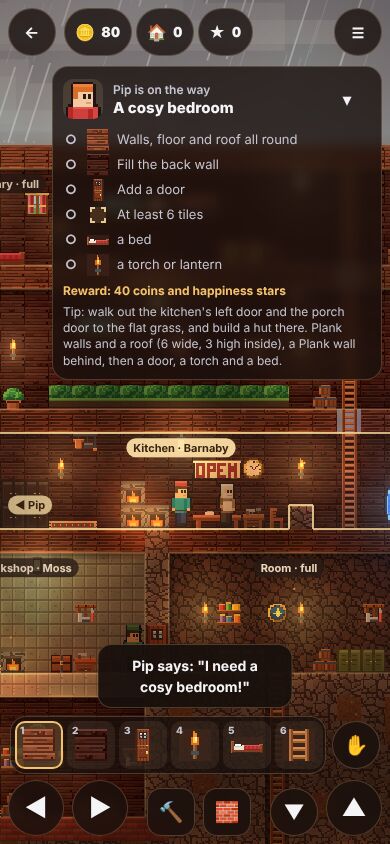 80
0
0
Pip is on the way
A cosy bedroom
Walls, floor and roof all round
Fill the back wall
Add a door
At least 6 tiles
a bed
a torch or lantern
Reward: 40 coins and happiness stars
Tip: walk out the kitchen's left door and the porch
door to the flat grass, and build a hut there. Plank
walls and a roof (6 wide, 3 high inside), a Plank wall
behind, then a door, a torch and a bed.
ry · full
Kitchen · Barnaby
OPEN
Pip
kshop · Moss
Room · full
Pip says: "I need a
cosy bedroom!"
1 2 3 4 5 6